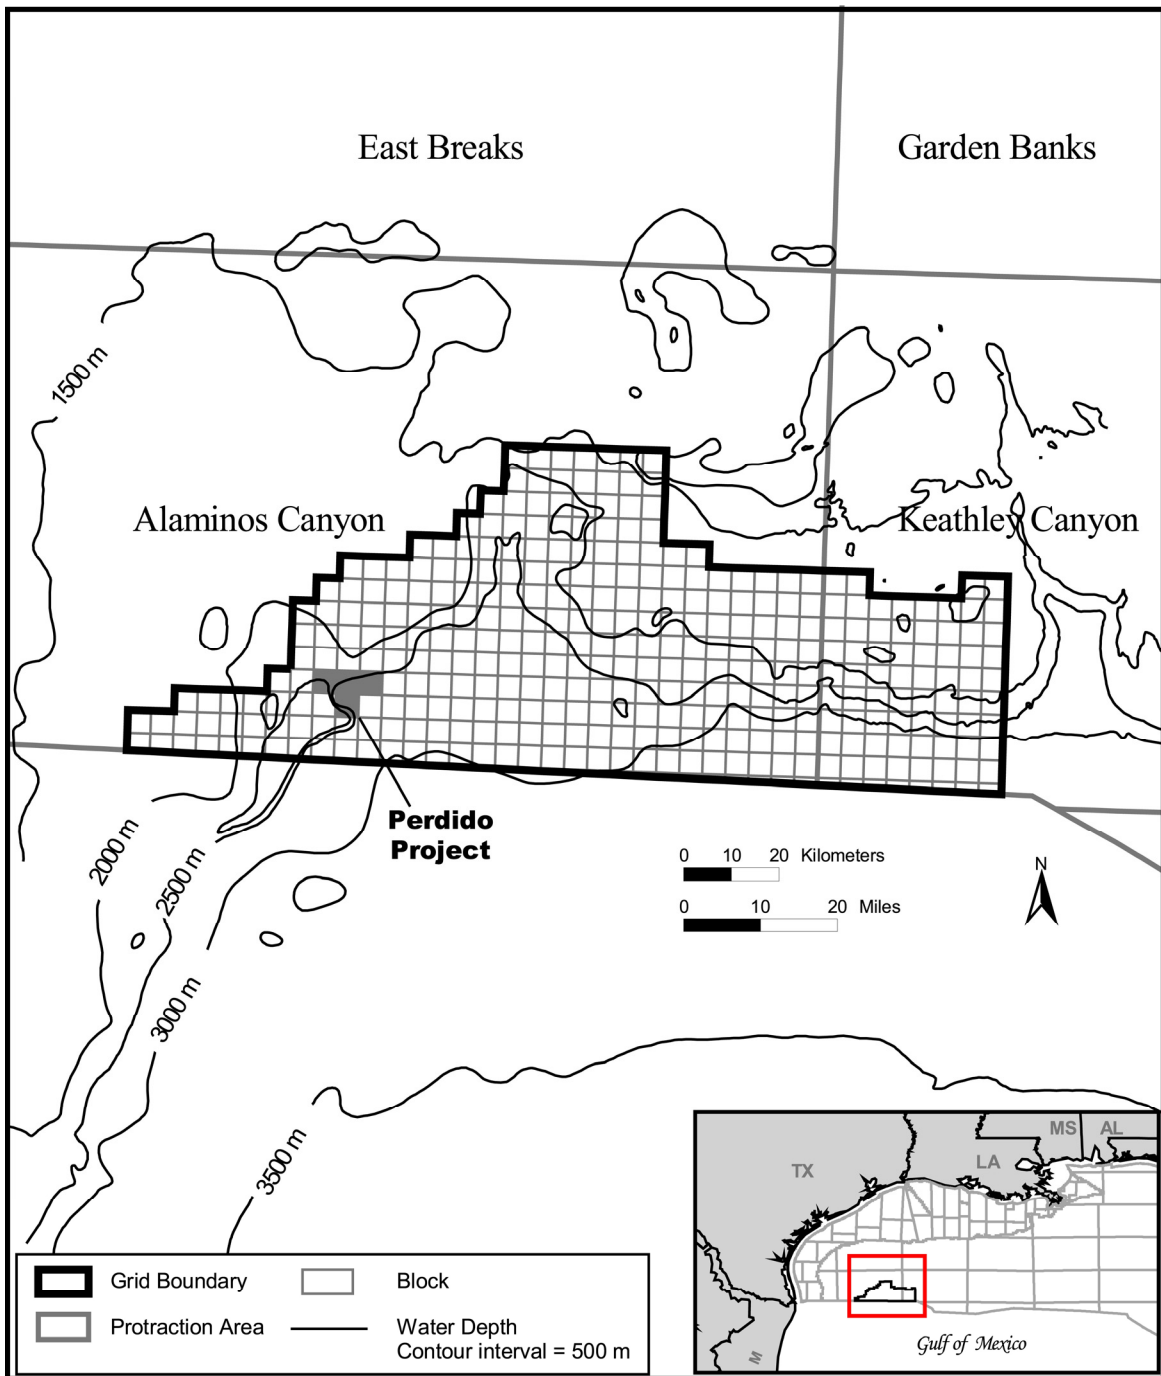 East Breaks
Garden Banks
1500 m
Alaminos Canyon
Keathley Canyon
Perdido
Project
2000 m
2500 m
3000 m
3500 m
0 10 20 Kilometers
0 10 20 Miles
N
MS AL
TX
LA
M
Gulf of Mexico
Grid Boundary
Block
Protraction Area
Water Depth
Contour interval = 500 m